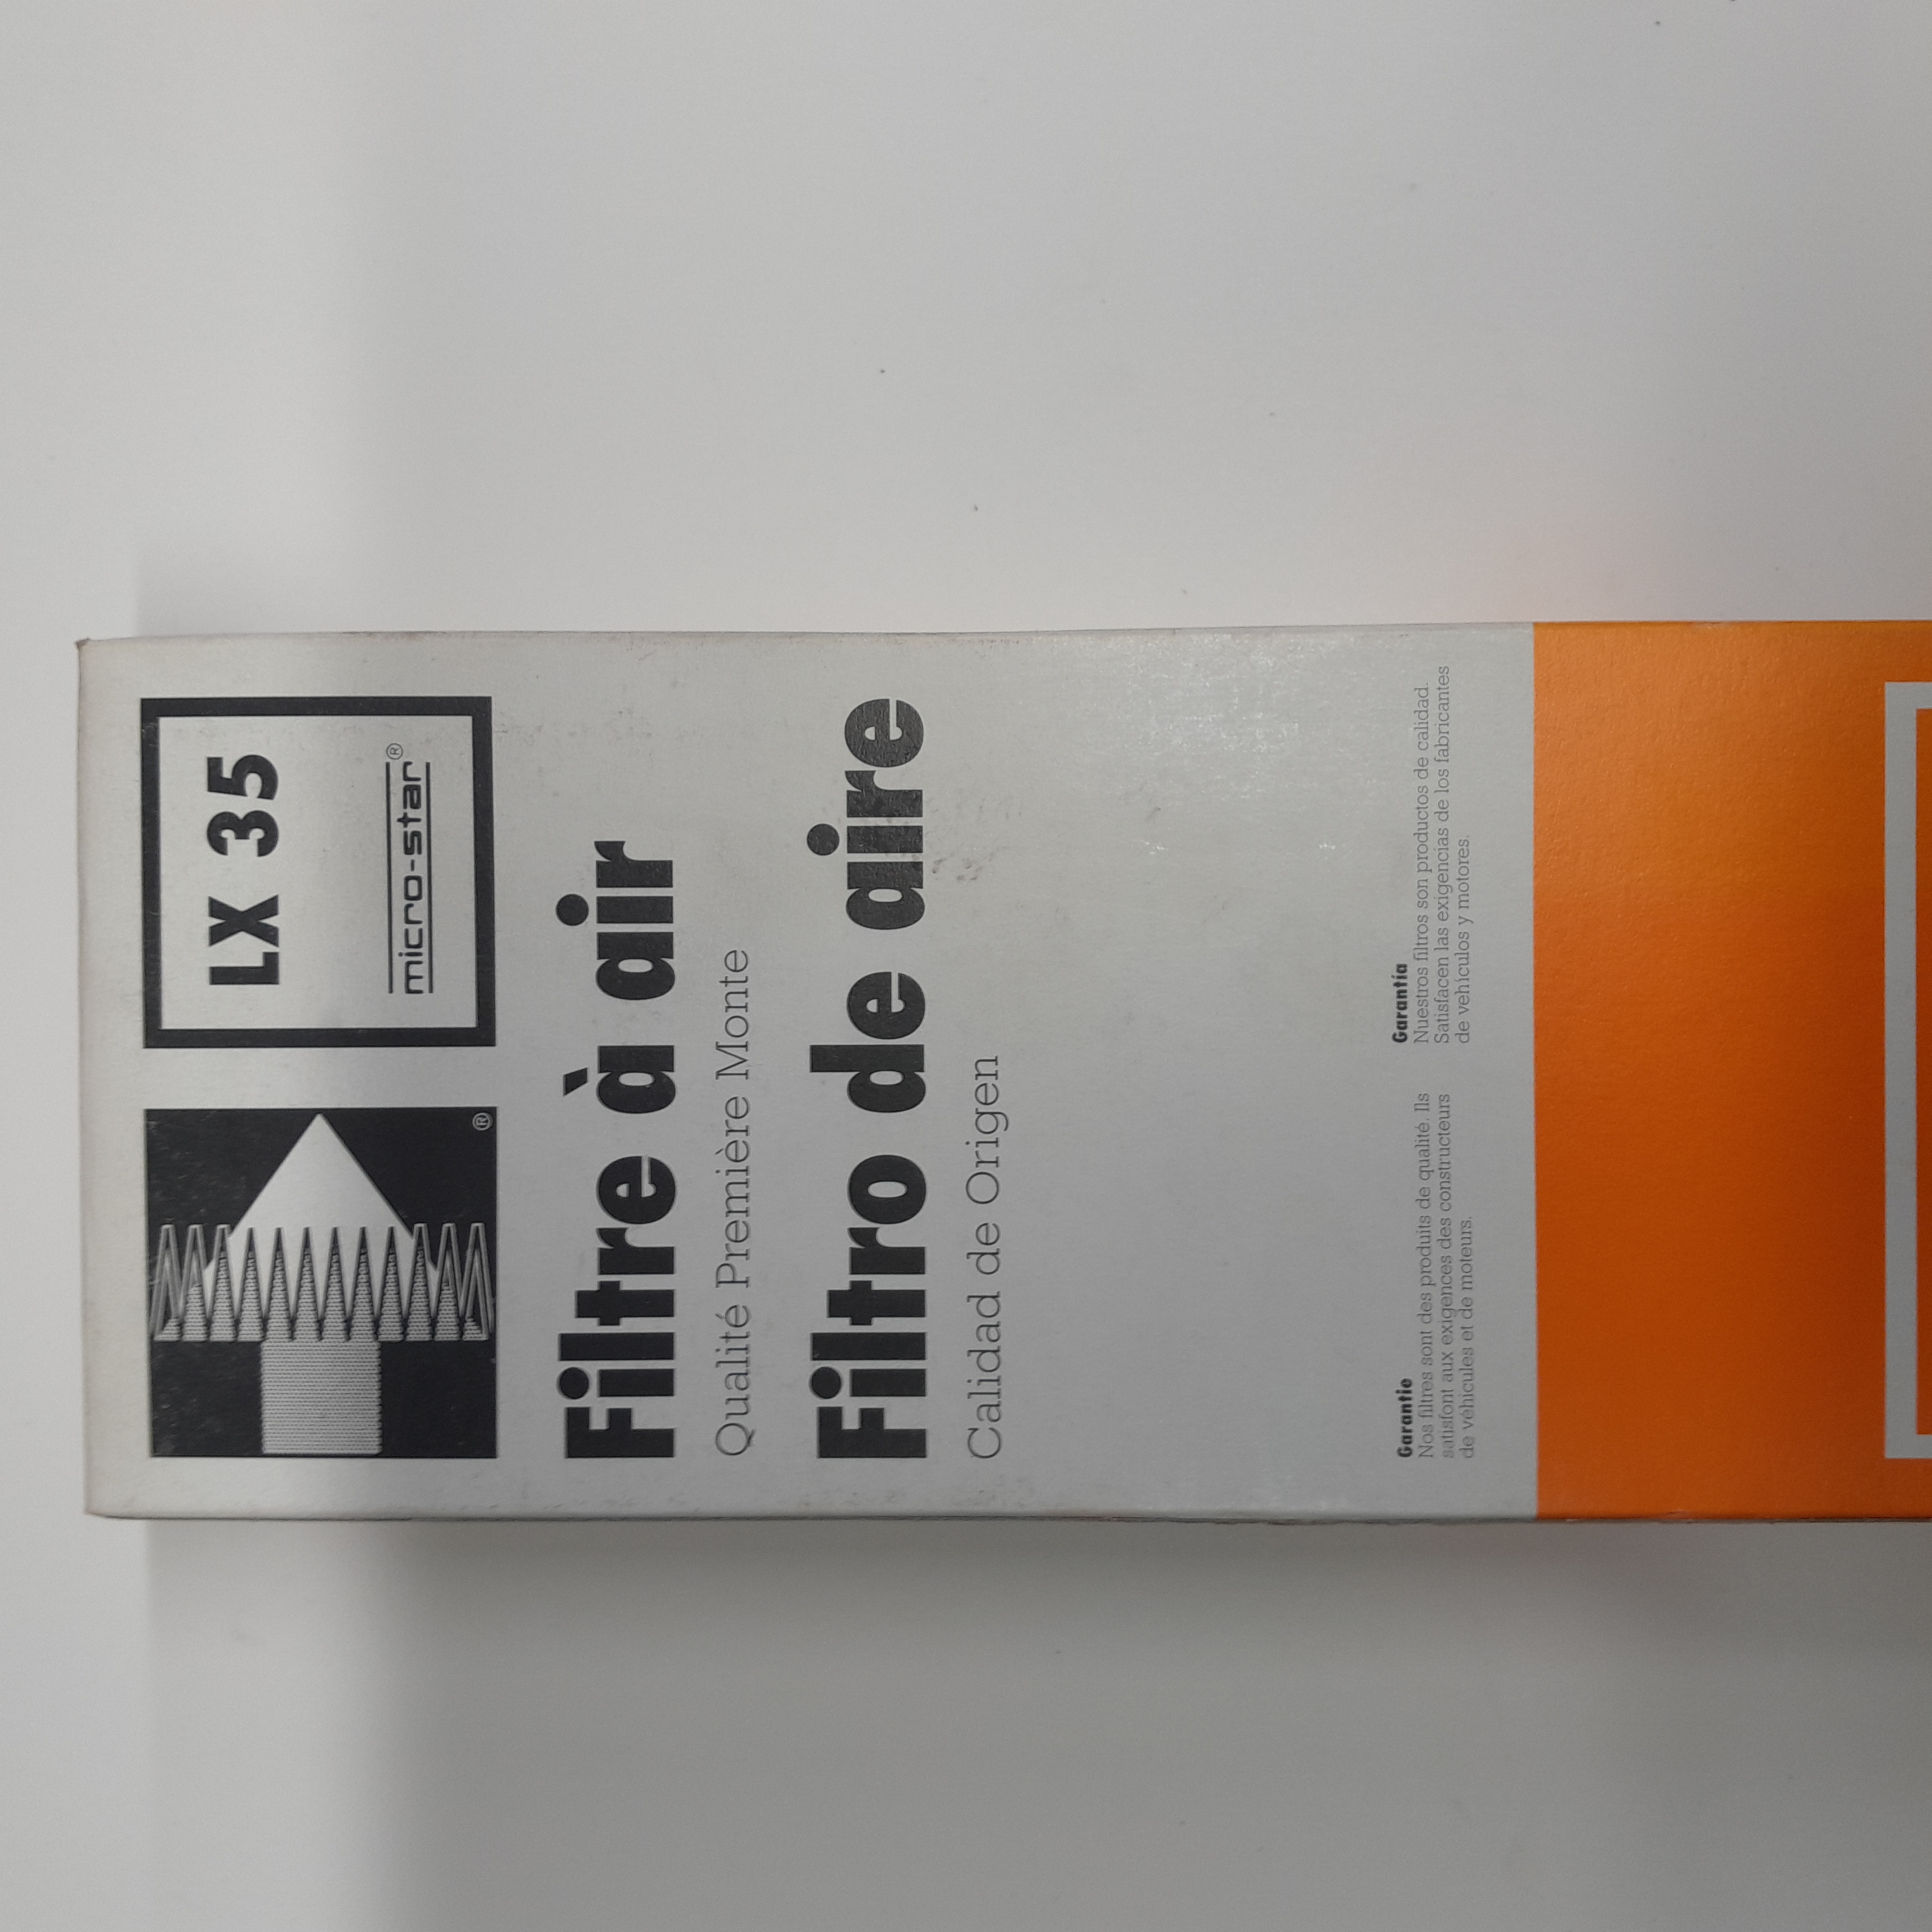 ®
LX 35
micro-star®
Filtre à air
Qualité Première Monte
Filtro de aire
Calidad de Origen
Garantie
Nos filtres sont des produits de qualité. Ils
satisfont aux exigences des constructeurs
de véhicules et de moteurs.
Garantía
Nuestros filtros son productos de calidad.
Satisfacen las exigencias de los fabricantes
de vehículos y motores.